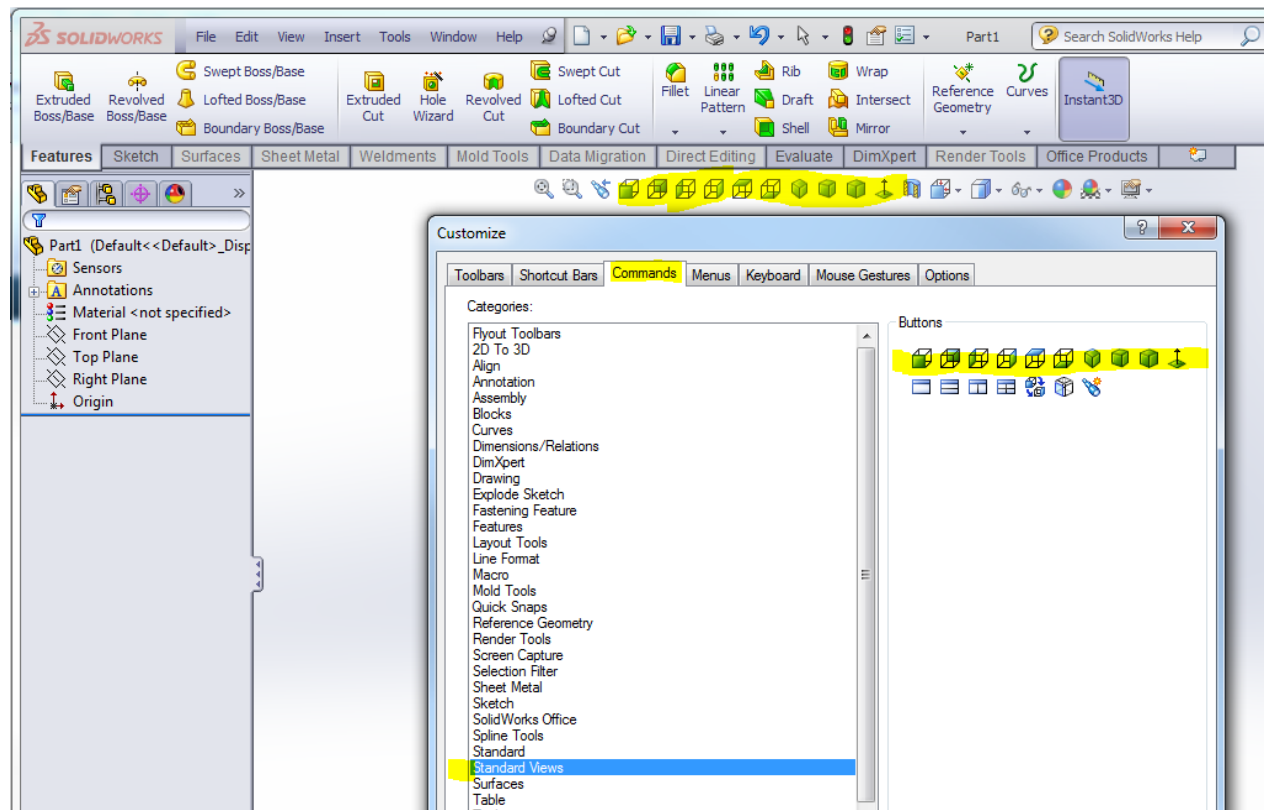 SOLIDWORKS File Edit View Insert Tools Window Help Part1 Search SolidWorks Help
Extruded Boss/Base
Revolved Boss/Base
Swept Boss/Base
Lofted Boss/Base
Boundary Boss/Base
Extruded Cut
Hole Wizard
Revolved Cut
Swept Cut
Lofted Cut
Boundary Cut
Fillet
Linear Pattern
Rib
Draft
Shell
Wrap
Intersect
Mirror
Reference Geometry
Curves
Instant3D
Features Sketch Surfaces Sheet Metal Weldments Mold Tools Data Migration Direct Editing Evaluate DimXpert Render Tools Office Products
Part1 (Default<<Default>_Disp
Sensors
Annotations
Material <not specified>
Front Plane
Top Plane
Right Plane
Origin
Customize
Toolbars Shortcut Bars Commands Menus Keyboard Mouse Gestures Options
Categories:
Flyout Toolbars
2D To 3D
Align
Annotation
Assembly
Blocks
Curves
Dimensions/Relations
DimXpert
Drawing
Explode Sketch
Fastening Feature
Features
Layout Tools
Line Format
Macro
Mold Tools
Quick Snaps
Reference Geometry
Render Tools
Screen Capture
Selection Filter
Sheet Metal
Sketch
SolidWorks Office
Spline Tools
Standard
Standard Views
Surfaces
Table
Buttons